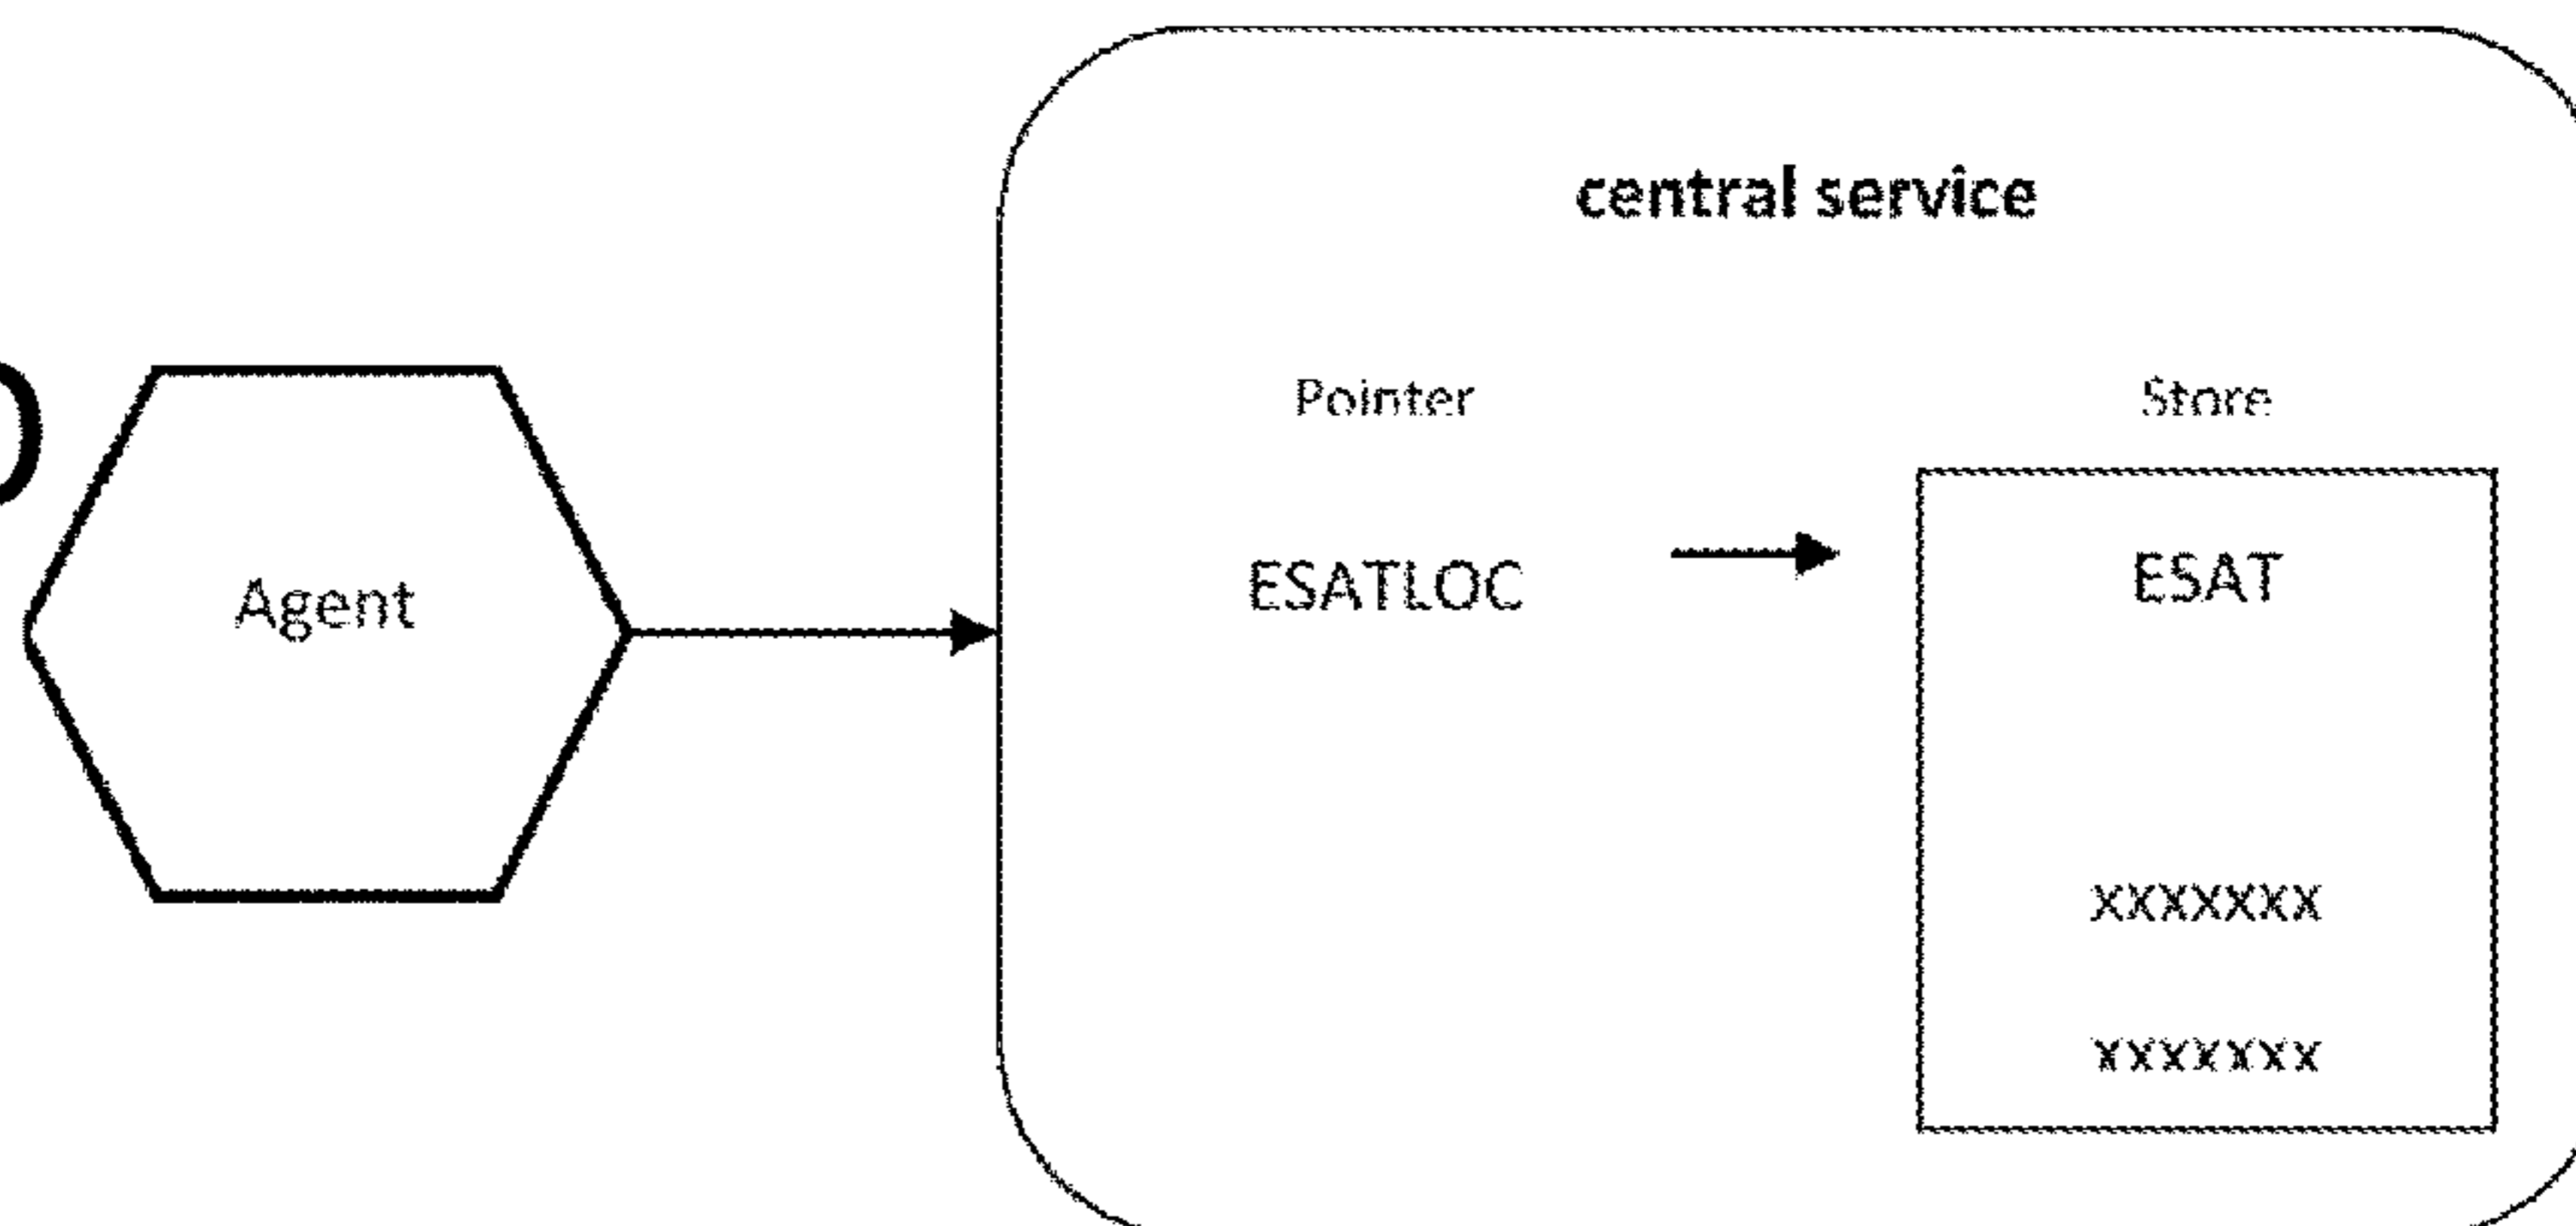 central service
Pointer
Store
Agent
ESATLOC
ESAT
xxxxxxx
xxxxxxx